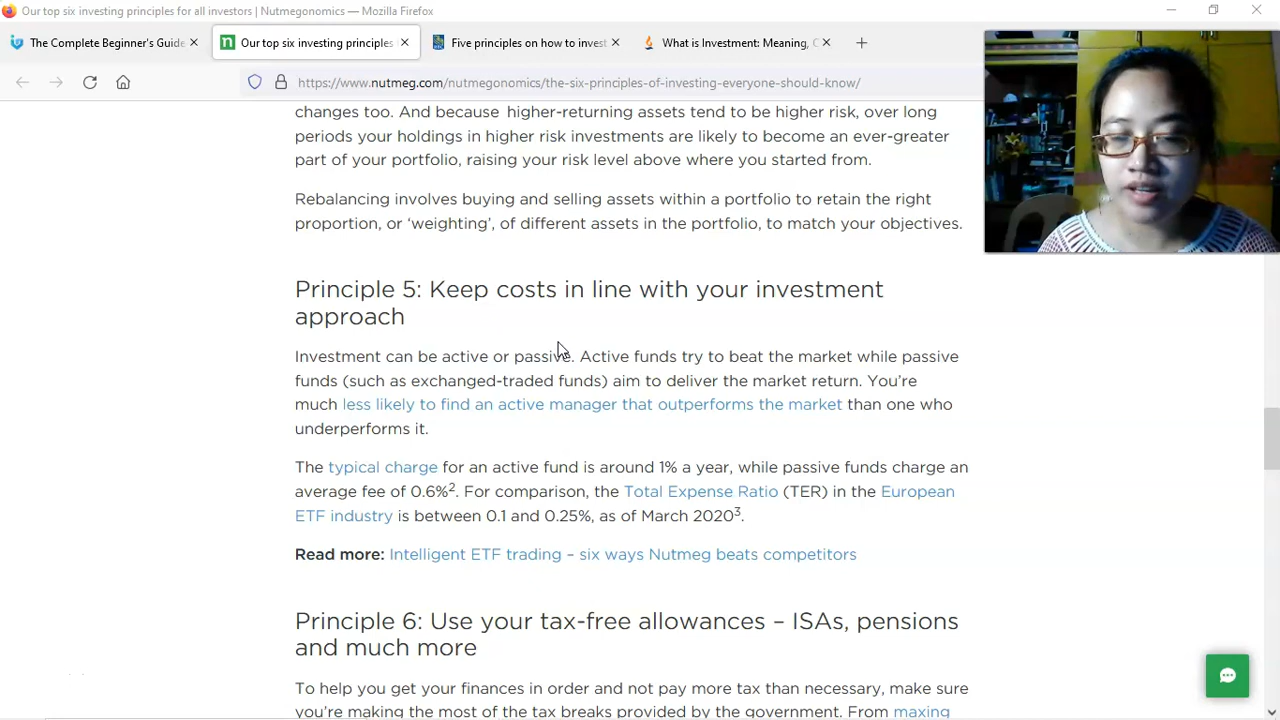 Our top six investing principles for all investors | Nutmegonomics — Mozilla Firefox
The Complete Beginner's Guide
Our top six investing principles
Five principles on how to invest
What is Investment: Meaning, C
https://www.nutmeg.com/nutmegonomics/the-six-principles-of-investing-everyone-should-know/
changes too. And because higher-returning assets tend to be higher risk, over long
periods your holdings in higher risk investments are likely to become an ever-greater
part of your portfolio, raising your risk level above where you started from.
Rebalancing involves buying and selling assets within a portfolio to retain the right
proportion, or ‘weighting’, of different assets in the portfolio, to match your objectives.
Principle 5: Keep costs in line with your investment
approach
Investment can be active or passive. Active funds try to beat the market while passive
funds (such as exchanged-traded funds) aim to deliver the market return. You’re
much less likely to find an active manager that outperforms the market than one who
underperforms it.
The typical charge for an active fund is around 1% a year, while passive funds charge an
average fee of 0.6%². For comparison, the Total Expense Ratio (TER) in the European
ETF industry is between 0.1 and 0.25%, as of March 2020³.
Read more: Intelligent ETF trading – six ways Nutmeg beats competitors
Principle 6: Use your tax-free allowances – ISAs, pensions
and much more
To help you get your finances in order and not pay more tax than necessary, make sure
you’re making the most of the tax breaks provided by the government. From maxing